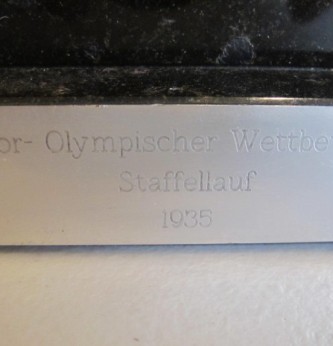 or- Olympischer Wettbe
Staffellauf
1935